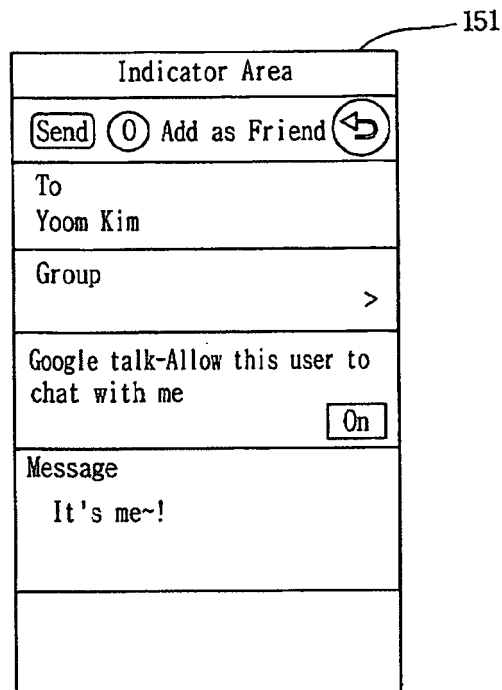 151
Indicator Area
Send 0 Add as Friend
To
Yoom Kim
Group
>
Google talk-Allow this user to
chat with me
On
Message
It's me~!